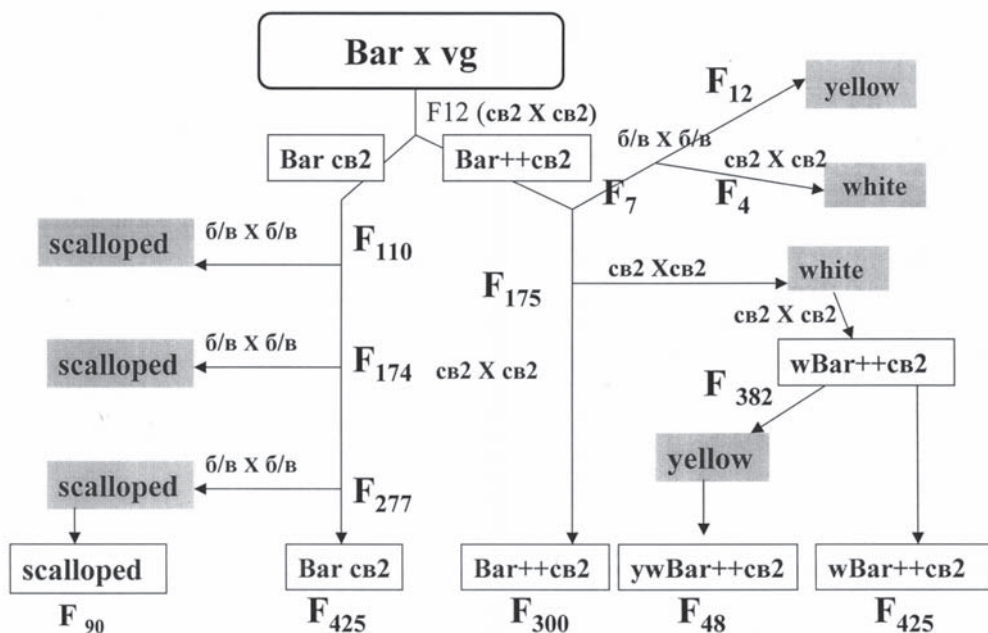 Bar x vg
F12 (св2 X св2)
F12
yellow
б/в X б/в
Bar св2
Bar++св2
св2 X св2
F7
F4
white
scalloped
б/в X б/в
F110
F175
св2 Xсв2
white
св2 X св2
scalloped
б/в X б/в
F174
св2 X св2
wBar++св2
F 382
scalloped
б/в X б/в
F277
yellow
scalloped
Bar св2
Bar++св2
ywBar++св2
wBar++св2
F 90
F425
F300
F48
F425